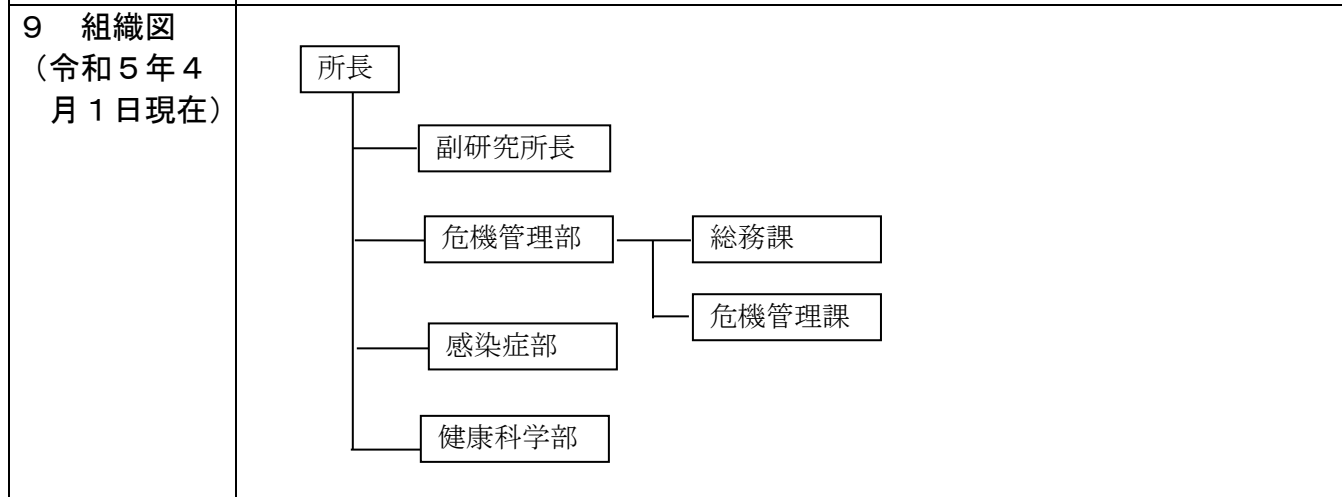 ９　組織図
（令和５年４
月１日現在）
所長
副研究所長
危機管理部
総務課
危機管理課
感染症部
健康科学部